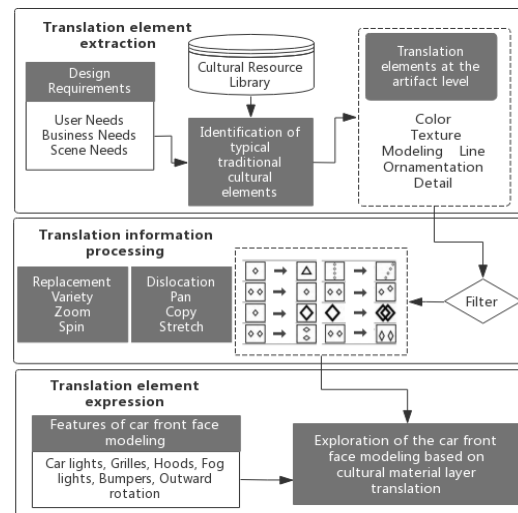 Translation element
extraction
Design
Requirements
User Needs
Business Needs
Scene Needs
Cultural Resource
Library
Identification of
typical
traditional
cultural
elements
Translation
elements at the
artifact level
Color
Texture
Modeling Line
Ornamentation
Detail
Translation information
processing
Replacement
Variety
Zoom
Spin
Dislocation
Pan
Copy
Stretch
Filter
Translation element
expression
Features of car front face
modeling
Car lights, Grilles, Hoods, Fog
lights, Bumpers, Outward
rotation
Exploration of the car front
face modeling based on
cultural material layer
translation